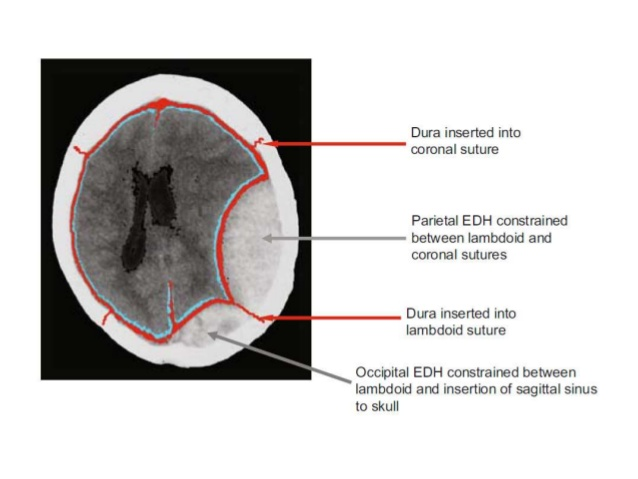 Dura inserted into
coronal suture
Parietal EDH constrained
between lambdoid and
coronal sutures
Dura inserted into
lambdoid suture
Occipital EDH constrained between
lambdoid and insertion of sagittal sinus
to skull